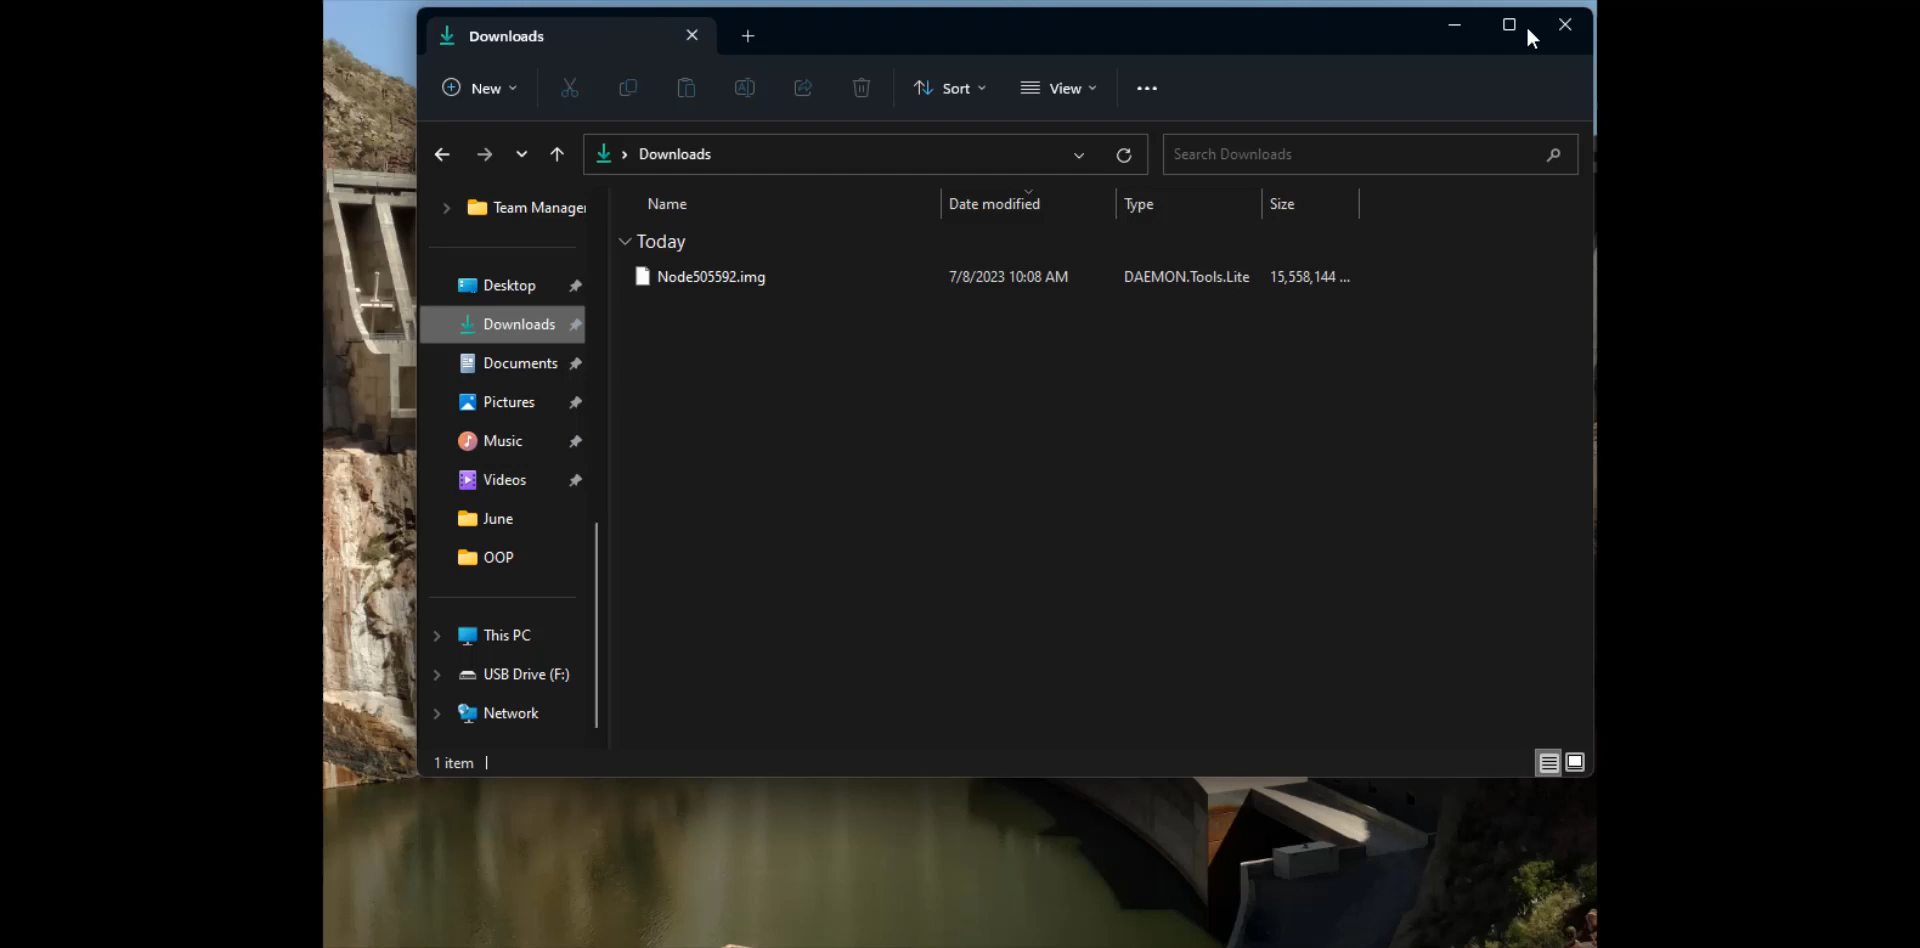 Downloads
New
Sort
View
Downloads
Search Downloads
Team Manager
Name
Date modified
Type
Size
Today
Node505592.img
7/8/2023 10:08 AM
DAEMON.Tools.Lite
15,558,144 ...
Desktop
Downloads
Documents
Pictures
Music
Videos
June
OOP
This PC
USB Drive (F:)
Network
1 item